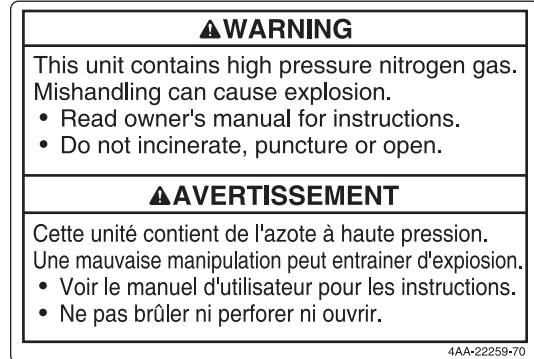 ⚠WARNING
This unit contains high pressure nitrogen gas.
Mishandling can cause explosion.
• Read owner's manual for instructions.
• Do not incinerate, puncture or open.
⚠AVERTISSEMENT
Cette unité contient de l'azote à haute pression.
Une mauvaise manipulation peut entrainer d'explosion.
• Voir le manuel d'utilisateur pour les instructions.
• Ne pas brûler ni perforer ni ouvrir.
4AA-22259-70